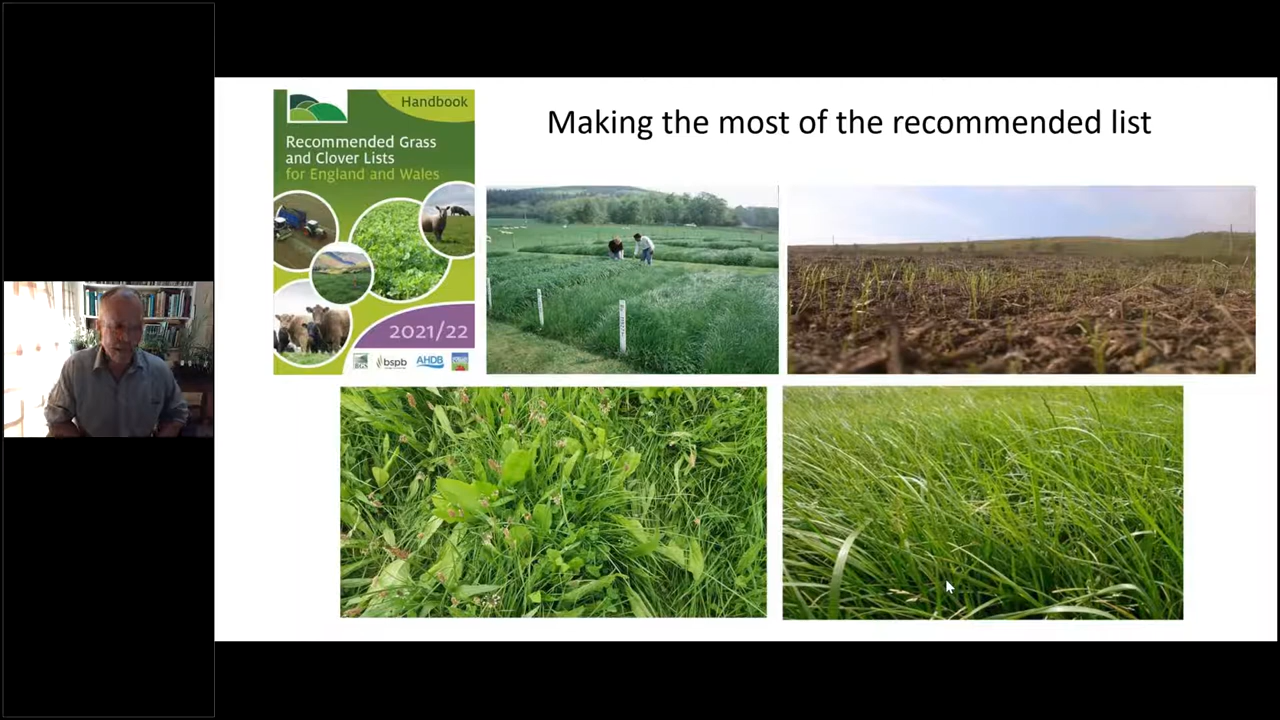 Handbook
Recommended Grass
and Clover Lists
for England and Wales
2021/22
BGS
bspb
AHDB
Making the most of the recommended list